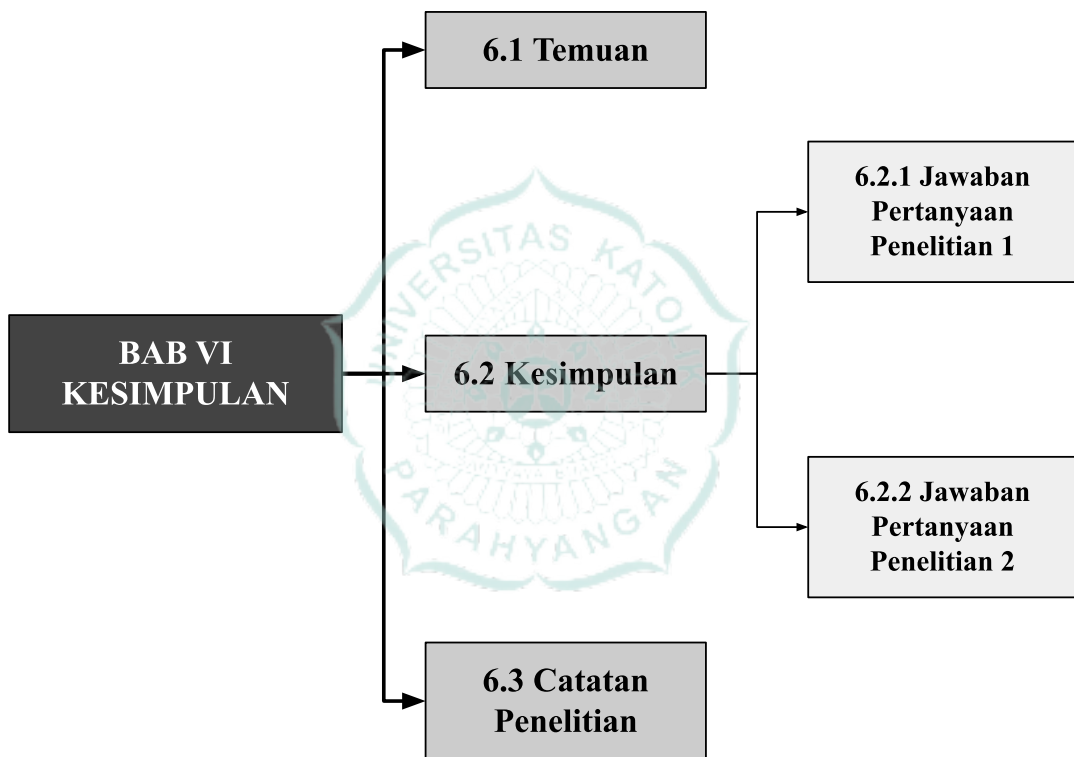 6.1 Temuan
6.2.1 Jawaban
Pertanyaan
Penelitian 1
BAB VI
KESIMPULAN
6.2 Kesimpulan
6.2.2 Jawaban
Pertanyaan
Penelitian 2
6.3 Catatan
Penelitian
UNIVERSITAS KATOLIK
PARAHYANGAN